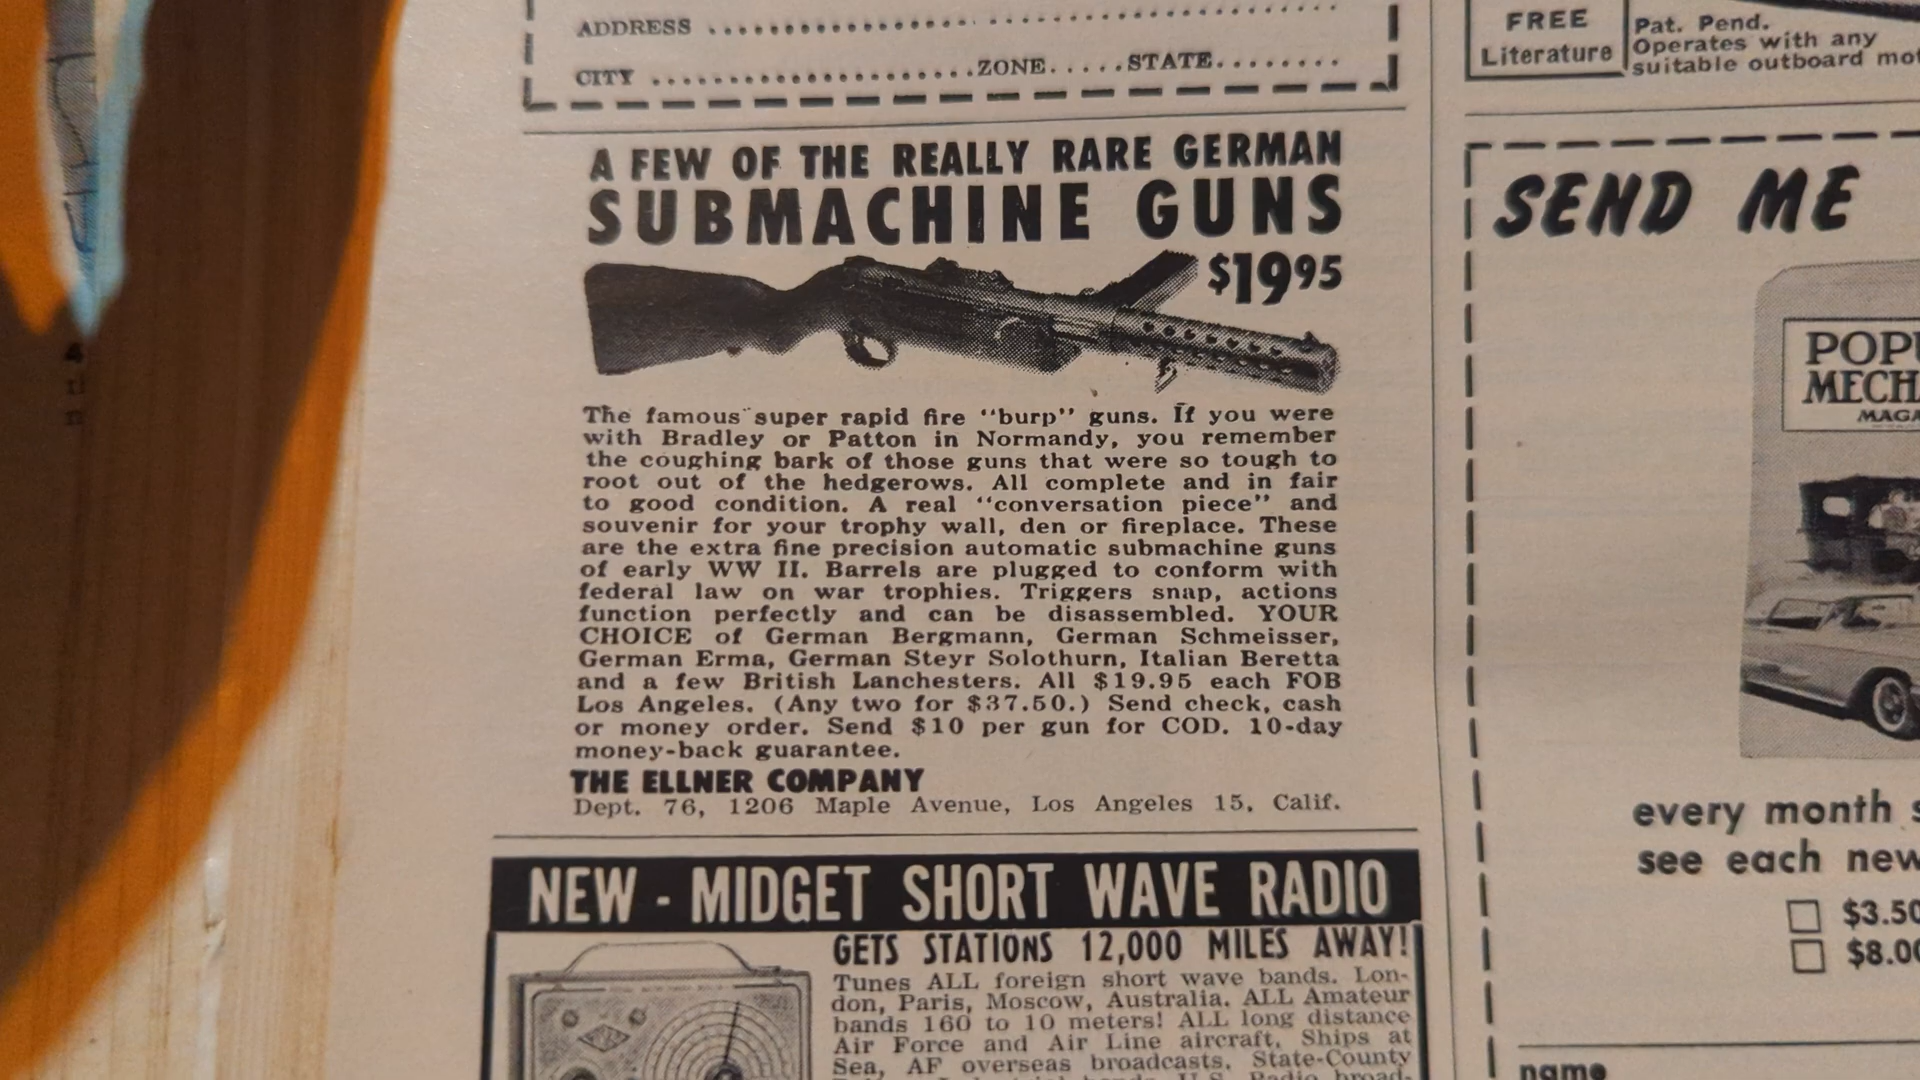 ADDRESS
CITY ZONE STATE
A FEW OF THE REALLY RARE GERMAN
SUBMACHINE GUNS
$19.95
The famous super rapid fire "burp" guns. If you were
with Bradley or Patton in Normandy, you remember
the coughing bark of those guns that were so tough to
root out of the hedgerows. All complete and in fair
to good condition. A real "conversation piece" and
souvenir for your trophy wall, den or fireplace. These
are the extra fine precision automatic submachine guns
of early WW II. Barrels are plugged to conform with
federal law on war trophies. Triggers snap, actions
function perfectly and can be disassembled. YOUR
CHOICE of German Bergmann, German Schmeisser,
German Erma, German Steyr Solothurn, Italian Beretta
and a few British Lanchesters. All $19.95 each FOB
Los Angeles. (Any two for $37.50.) Send check, cash
or money order. Send $10 per gun for COD. 10-day
money-back guarantee.
THE ELLNER COMPANY
Dept. 76, 1206 Maple Avenue, Los Angeles 15, Calif.
NEW - MIDGET SHORT WAVE RADIO
GETS STATIONS 12,000 MILES AWAY!
Tunes ALL foreign short wave bands. Lon-
don, Paris, Moscow, Australia. ALL Amateur
bands 160 to 10 meters! ALL long distance
Air Force and Air Line aircraft. Ships at
Sea, AF overseas broadcasts, State-County
FREE
Literature
Pat. Pend.
Operates with any
suitable outboard mot
SEND ME
POPU
MECHA
MAGA
every month s
see each new
$3.50
$8.00
name